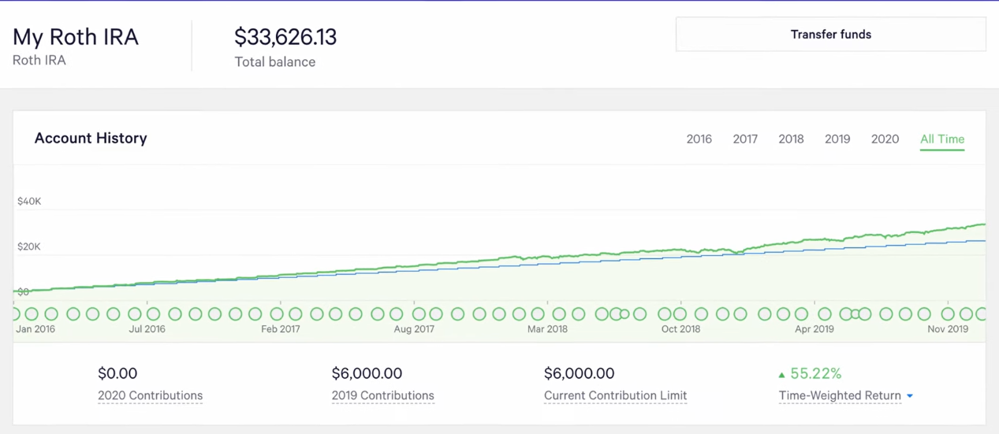 My Roth IRA
Roth IRA
$33,626.13
Total balance
Transfer funds
Account History
2016 2017 2018 2019 2020 All Time
$40K
$20K
$0
Jan 2016 Jul 2016 Feb 2017 Aug 2017 Mar 2018 Oct 2018 Apr 2019 Nov 2019
$0.00
2020 Contributions
$6,000.00
2019 Contributions
$6,000.00
Current Contribution Limit
55.22%
Time-Weighted Return